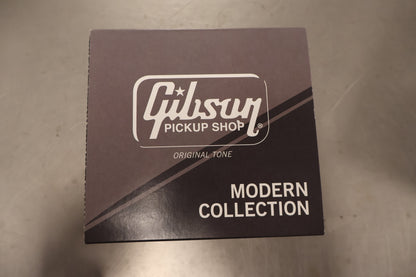 Gibson
PICKUP SHOP®
ORIGINAL TONE
MODERN
COLLECTION